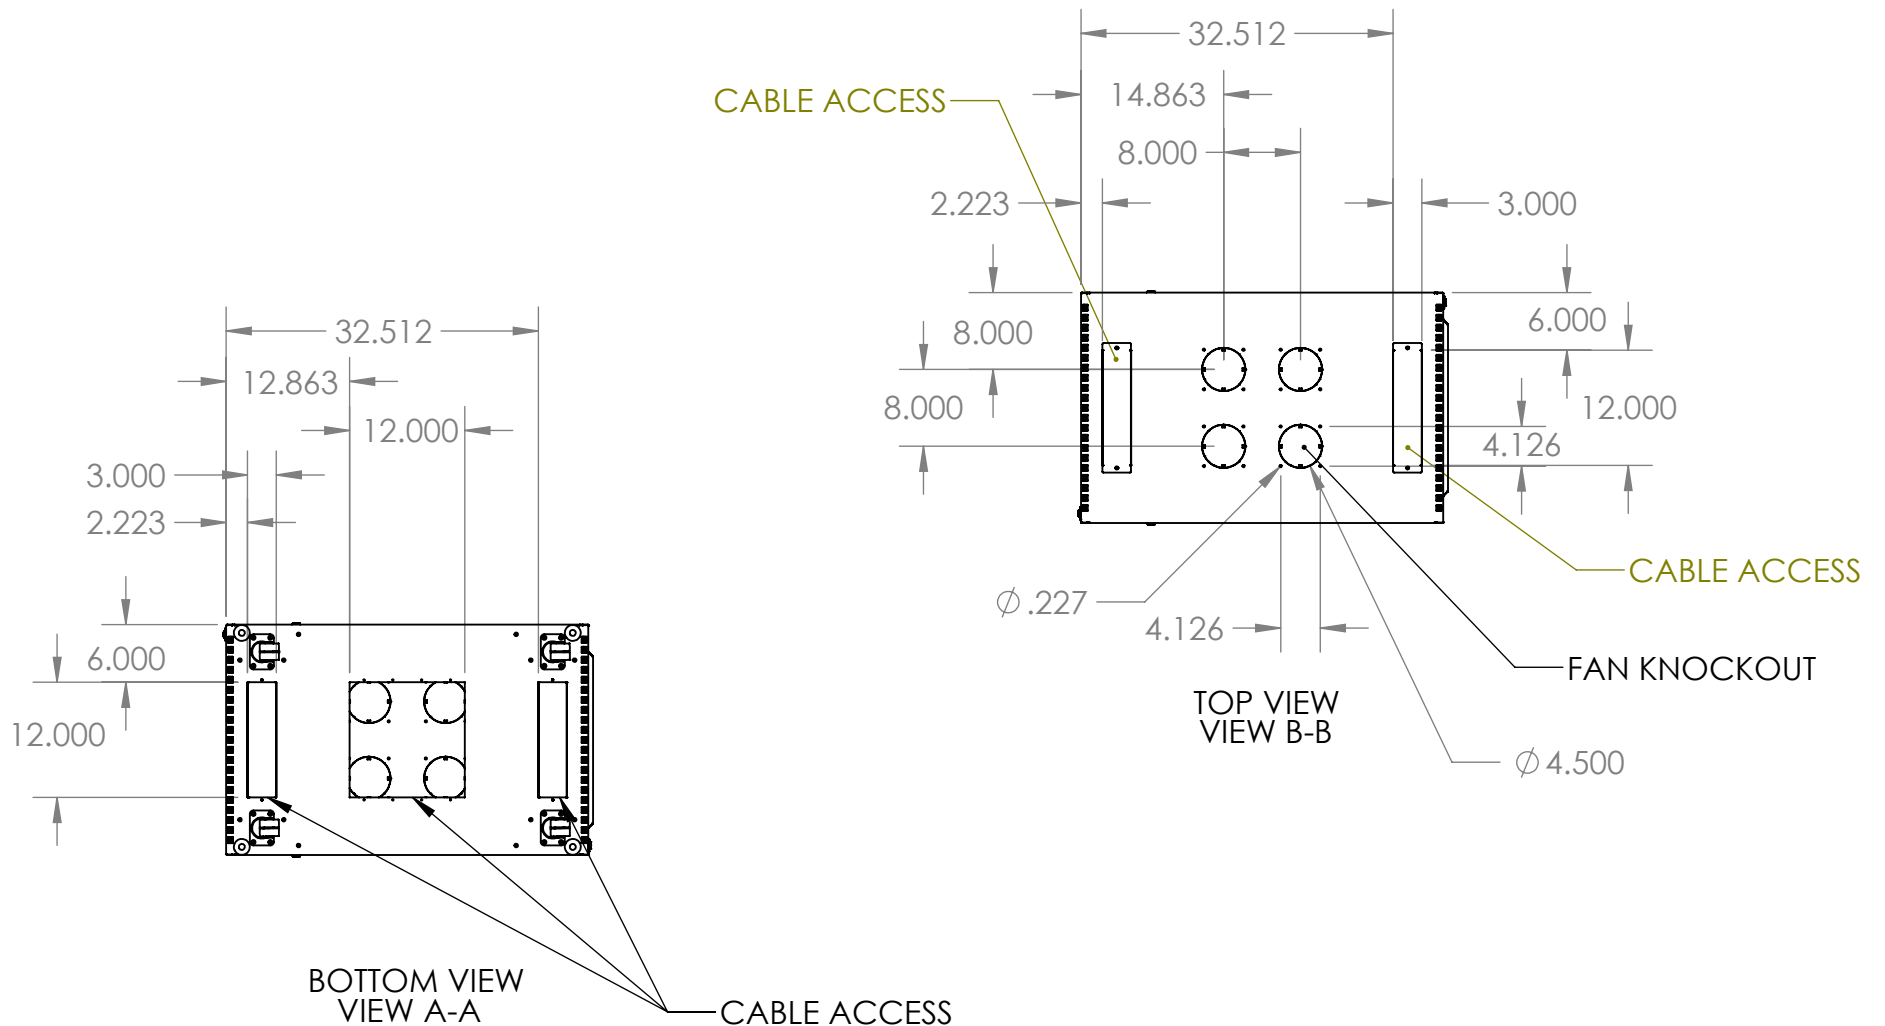 32.512
14.863
CABLE ACCESS
8.000
2.223
3.000
8.000
6.000
8.000
12.000
4.126
CABLE ACCESS
∅.227
4.126
FAN KNOCKOUT
TOP VIEW
VIEW B-B
∅4.500
32.512
12.863
12.000
3.000
2.223
6.000
12.000
BOTTOM VIEW
VIEW A-A
CABLE ACCESS